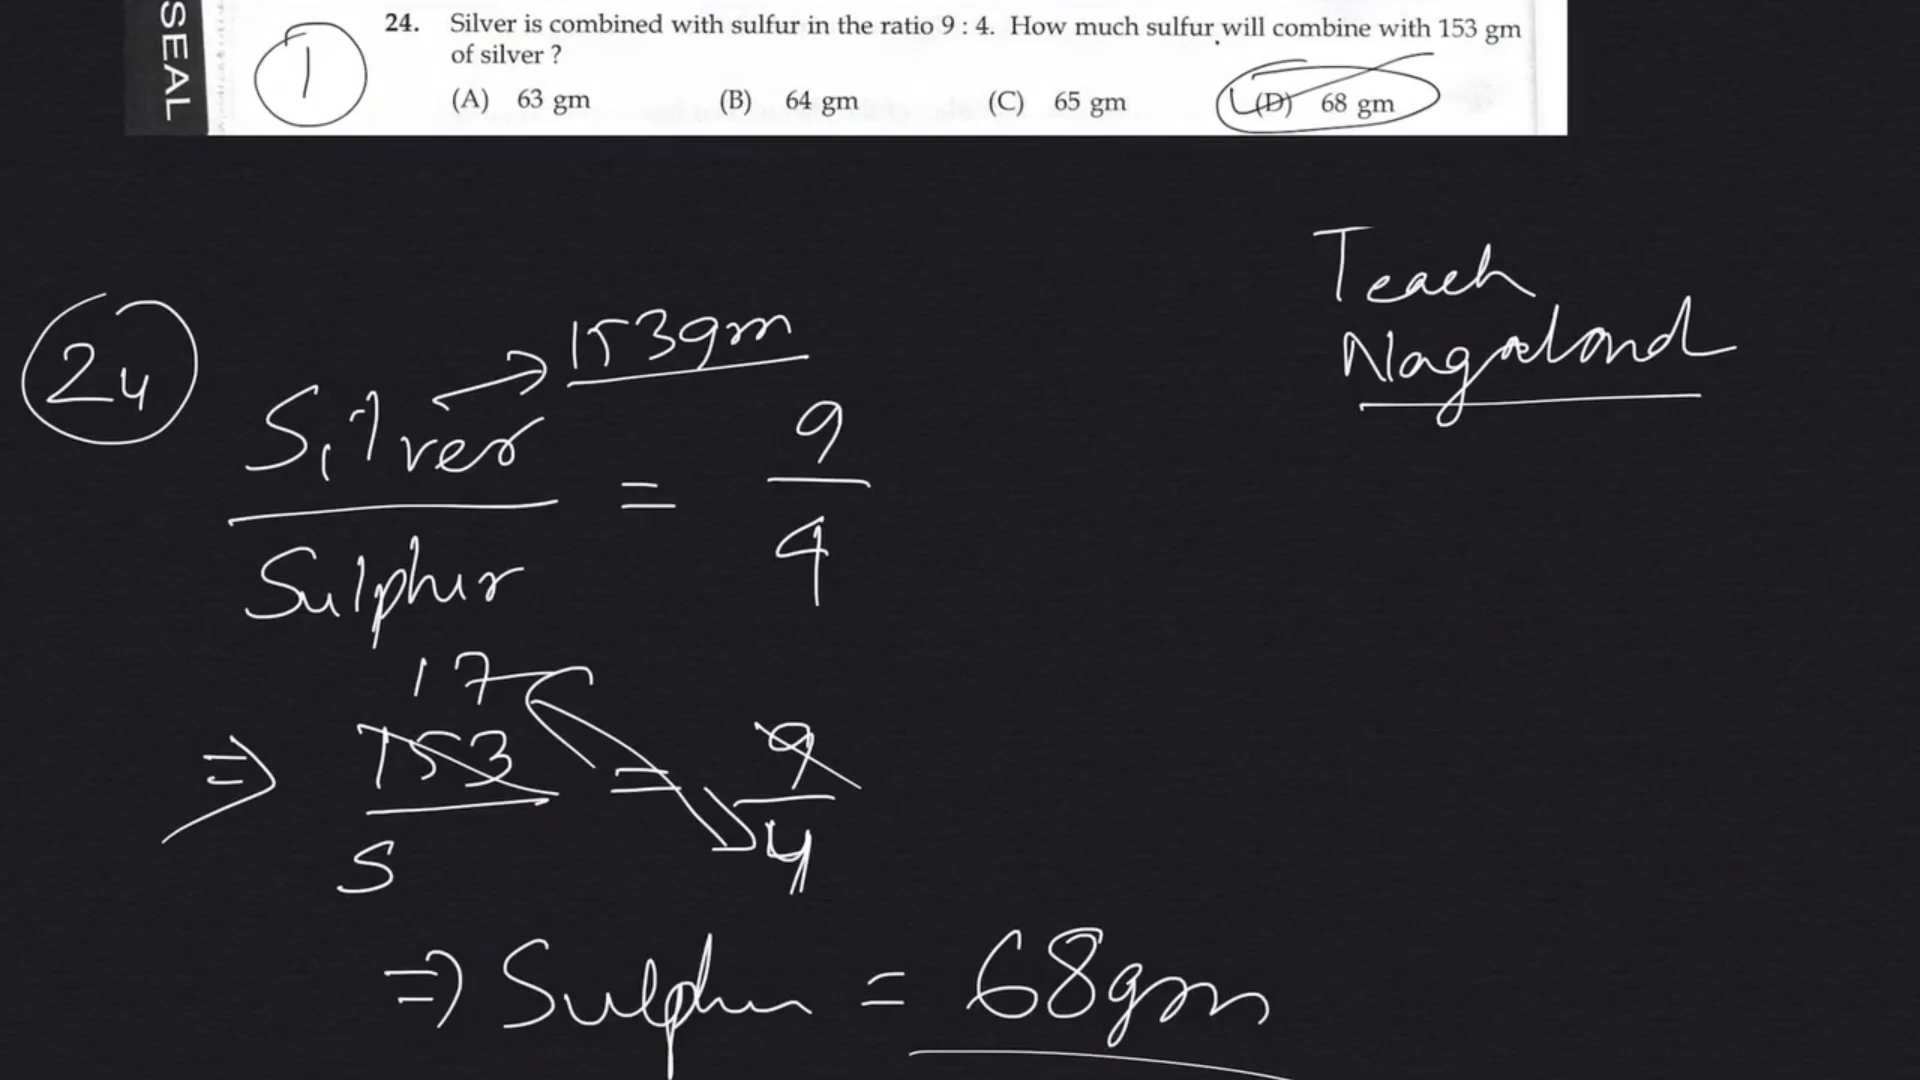 SEAL
1
24. Silver is combined with sulfur in the ratio 9 : 4. How much sulfur will combine with 153 gm
of silver ?
(A) 63 gm (B) 64 gm (C) 65 gm (D) 68 gm
Teach
Nagaland
24
Silver → 153gm
Silver / Sulphur = 9 / 4
17
⇒ 153 / S = 9 / 4
⇒ Sulphur = 68gm